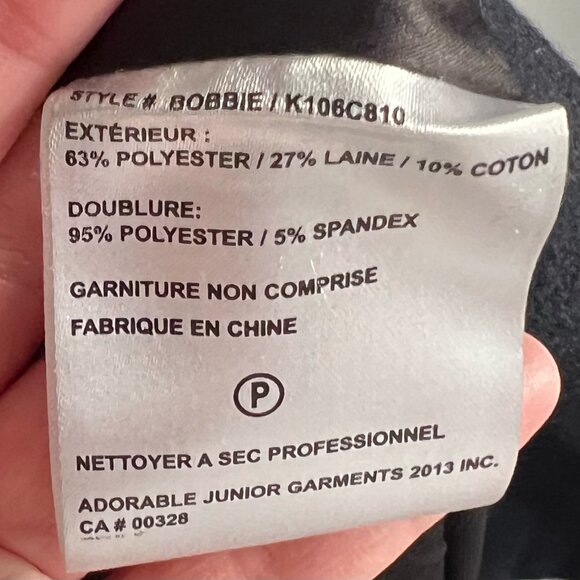 STYLE# BOBBIE / K106C810
EXTÉRIEUR :
63% POLYESTER / 27% LAINE / 10% COTON
DOUBLURE:
95% POLYESTER / 5% SPANDEX
GARNITURE NON COMPRISE
FABRIQUE EN CHINE
P
NETTOYER A SEC PROFESSIONNEL
ADORABLE JUNIOR GARMENTS 2013 INC.
CA # 00328